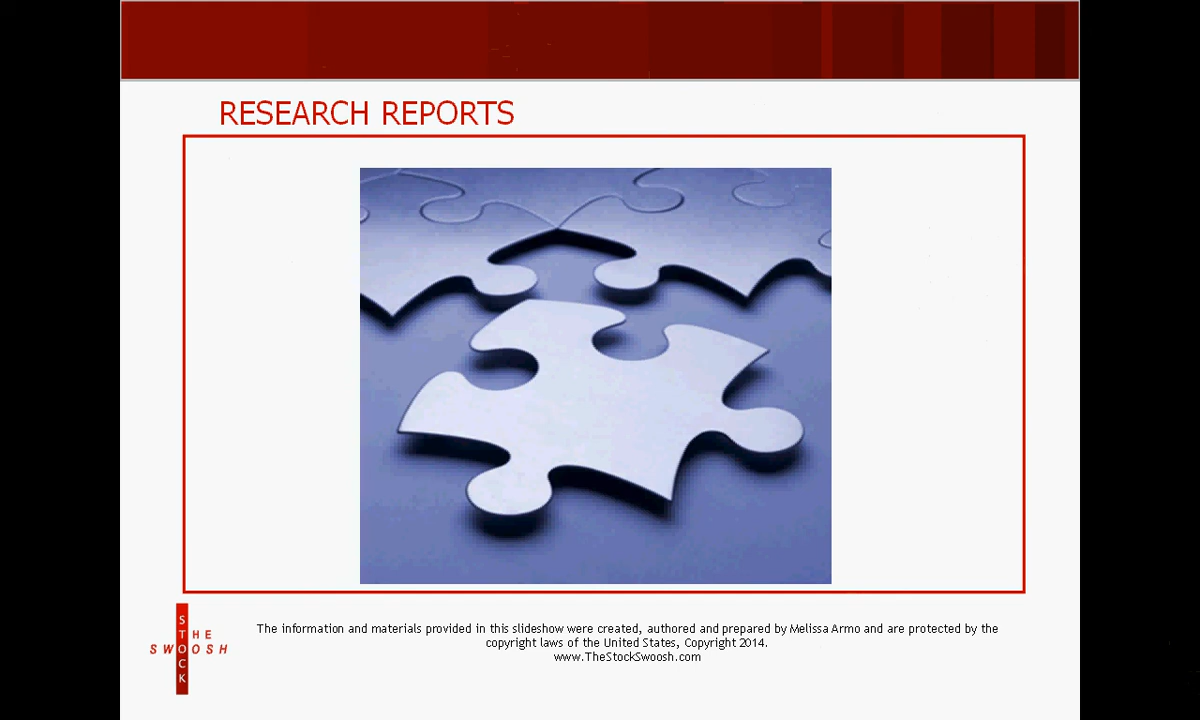 RESEARCH REPORTS
THE
STOCK
SWOOSH
The information and materials provided in this slideshow were created, authored and prepared by Melissa Armo and are protected by the
copyright laws of the United States, Copyright 2014.
www.TheStockSwoosh.com